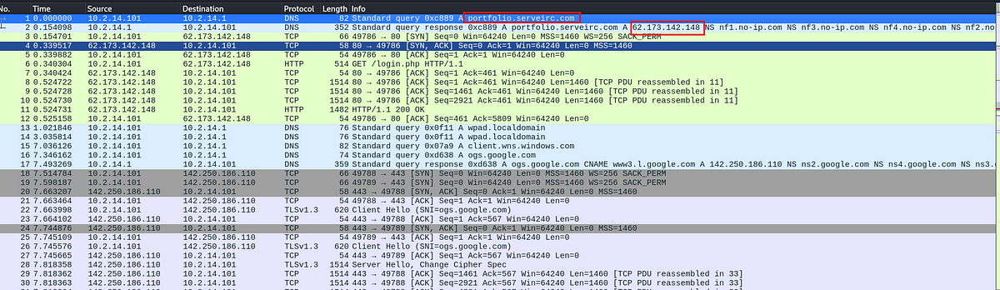 No. Time Source Destination Protocol Length Info
1 0.000000 10.2.14.101 10.2.14.1 DNS 82 Standard query 0xc889 A portfolio.serveirc.com
2 0.154098 10.2.14.1 10.2.14.101 DNS 352 Standard query response 0xc889 A portfolio.serveirc.com A 62.173.142.148 NS nf1.no-ip.com NS nf3.no-ip.com NS nf4.no-ip.com NS nf2.no
3 0.154701 10.2.14.101 62.173.142.148 TCP 66 49786 → 80 [SYN] Seq=0 Win=64240 Len=0 MSS=1460 WS=256 SACK_PERM
4 0.339517 62.173.142.148 10.2.14.101 TCP 58 80 → 49786 [SYN, ACK] Seq=0 Ack=1 Win=64240 Len=0 MSS=1460
5 0.339882 10.2.14.101 62.173.142.148 TCP 54 49786 → 80 [ACK] Seq=1 Ack=1 Win=64240 Len=0
6 0.340304 10.2.14.101 62.173.142.148 HTTP 514 GET /login.php HTTP/1.1
7 0.340424 62.173.142.148 10.2.14.101 TCP 54 80 → 49786 [ACK] Seq=1 Ack=461 Win=64240 Len=0
8 0.524722 62.173.142.148 10.2.14.101 TCP 1514 80 → 49786 [ACK] Seq=1 Ack=461 Win=64240 Len=1460 [TCP PDU reassembled in 11]
9 0.524728 62.173.142.148 10.2.14.101 TCP 1514 80 → 49786 [ACK] Seq=1461 Ack=461 Win=64240 Len=1460 [TCP PDU reassembled in 11]
10 0.524730 62.173.142.148 10.2.14.101 TCP 1514 80 → 49786 [ACK] Seq=2921 Ack=461 Win=64240 Len=1460 [TCP PDU reassembled in 11]
11 0.524731 62.173.142.148 10.2.14.101 HTTP 1482 HTTP/1.1 200 OK
12 0.525158 10.2.14.101 62.173.142.148 TCP 54 49786 → 80 [ACK] Seq=461 Ack=5809 Win=64240 Len=0
13 1.021846 10.2.14.101 10.2.14.1 DNS 76 Standard query 0x0f11 A wpad.localdomain
14 3.035814 10.2.14.101 10.2.14.1 DNS 76 Standard query 0x0f11 A wpad.localdomain
15 7.036126 10.2.14.101 10.2.14.1 DNS 82 Standard query 0x07a9 A client.wns.windows.com
16 7.346162 10.2.14.101 10.2.14.1 DNS 74 Standard query 0xd638 A ogs.google.com
17 7.493269 10.2.14.1 10.2.14.101 DNS 359 Standard query response 0xd638 A ogs.google.com CNAME www3.l.google.com A 142.250.186.110 NS ns2.google.com NS ns4.google.com NS ns3.
18 7.514784 10.2.14.101 142.250.186.110 TCP 66 49788 → 443 [SYN] Seq=0 Win=64240 Len=0 MSS=1460 WS=256 SACK_PERM
19 7.598187 10.2.14.101 142.250.186.110 TCP 66 49789 → 443 [SYN] Seq=0 Win=64240 Len=0 MSS=1460 WS=256 SACK_PERM
20 7.663207 142.250.186.110 10.2.14.101 TCP 58 443 → 49788 [SYN, ACK] Seq=0 Ack=1 Win=64240 Len=0 MSS=1460
21 7.663464 10.2.14.101 142.250.186.110 TCP 54 49788 → 443 [ACK] Seq=1 Ack=1 Win=64240 Len=0
22 7.663998 10.2.14.101 142.250.186.110 TLSv1.3 620 Client Hello (SNI=ogs.google.com)
23 7.664102 142.250.186.110 10.2.14.101 TCP 54 443 → 49788 [ACK] Seq=1 Ack=567 Win=64240 Len=0
24 7.744876 142.250.186.110 10.2.14.101 TCP 58 443 → 49789 [SYN, ACK] Seq=0 Ack=1 Win=64240 Len=0 MSS=1460
25 7.745109 10.2.14.101 142.250.186.110 TCP 54 49789 → 443 [ACK] Seq=1 Ack=1 Win=64240 Len=0
26 7.745576 10.2.14.101 142.250.186.110 TLSv1.3 620 Client Hello (SNI=ogs.google.com)
27 7.745665 142.250.186.110 10.2.14.101 TCP 54 443 → 49789 [ACK] Seq=1 Ack=567 Win=64240 Len=0
28 7.818358 142.250.186.110 10.2.14.101 TLSv1.3 1514 Server Hello, Change Cipher Spec
29 7.818362 142.250.186.110 10.2.14.101 TCP 1514 443 → 49788 [ACK] Seq=1461 Ack=567 Win=64240 Len=1460 [TCP PDU reassembled in 33]
30 7.818363 142.250.186.110 10.2.14.101 TCP 1514 443 → 49788 [ACK] Seq=2921 Ack=567 Win=64240 Len=1460 [TCP PDU reassembled in 33]